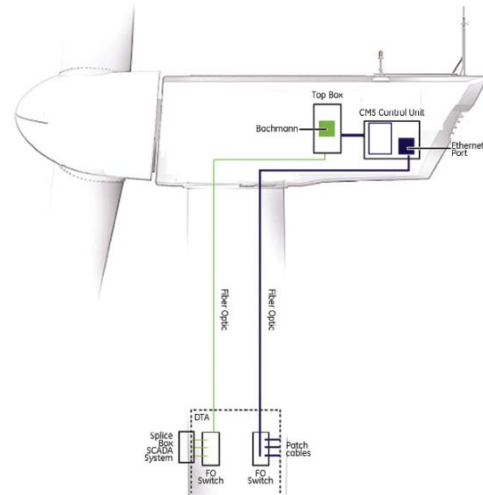 Top Box
CMS Control Unit
Bachmann
Ethernet
Port
Fiber Optic
Fiber Optic
DTA
Splice
Box
SCADA
System
FO
Switch
FO
Switch
Patch
cables